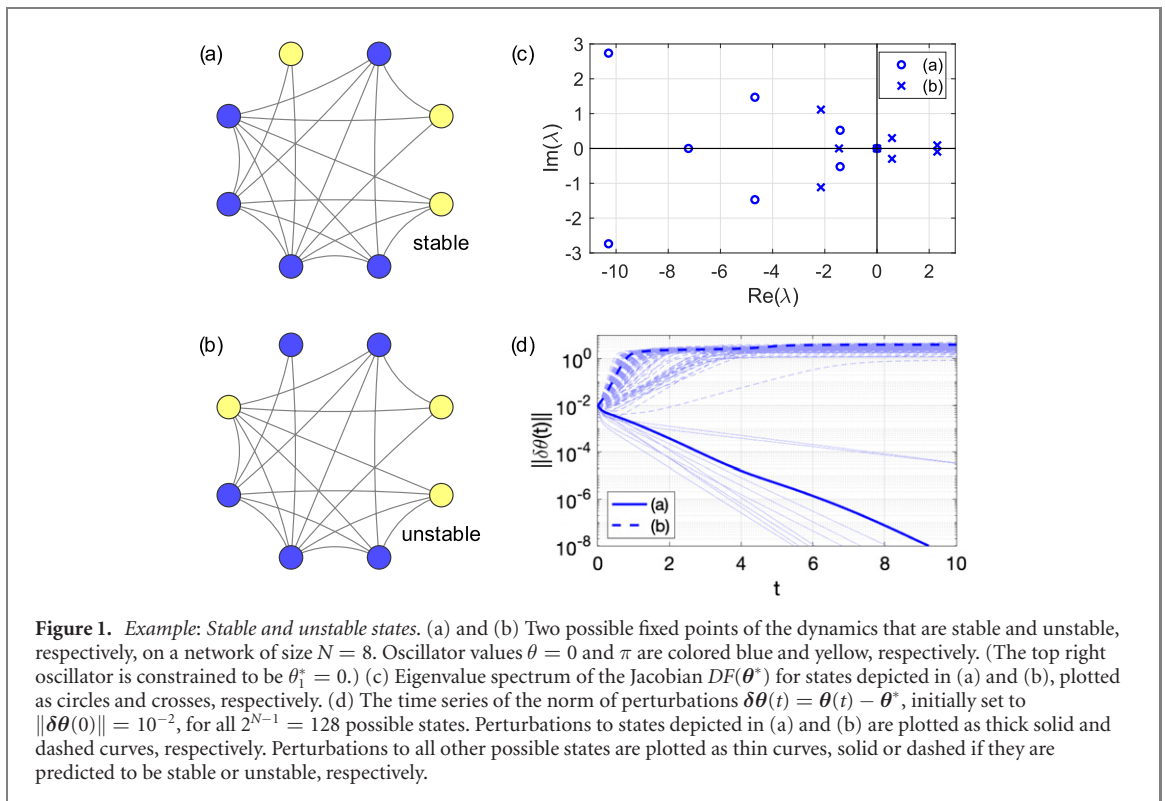 (a)
stable
(c)
3
2
1
0
-1
-2
-3
Im(λ)
-10 -8 -6 -4 -2 0 2
Re(λ)
(a)
(b)
(b)
unstable
(d)
10^0
10^-2
10^-4
10^-6
10^-8
||δθ(t)||
(a)
(b)
0 2 4 6 8 10
t
Figure 1. Example: Stable and unstable states. (a) and (b) Two possible fixed points of the dynamics that are stable and unstable,
respectively, on a network of size N = 8. Oscillator values θ = 0 and π are colored blue and yellow, respectively. (The top right
oscillator is constrained to be θ₁* = 0.) (c) Eigenvalue spectrum of the Jacobian DF(θ*) for states depicted in (a) and (b), plotted
as circles and crosses, respectively. (d) The time series of the norm of perturbations δθ(t) = θ(t) − θ*, initially set to
‖δθ(0)‖ = 10^−2, for all 2^N−1 = 128 possible states. Perturbations to states depicted in (a) and (b) are plotted as thick solid and
dashed curves, respectively. Perturbations to all other possible states are plotted as thin curves, solid or dashed if they are
predicted to be stable or unstable, respectively.